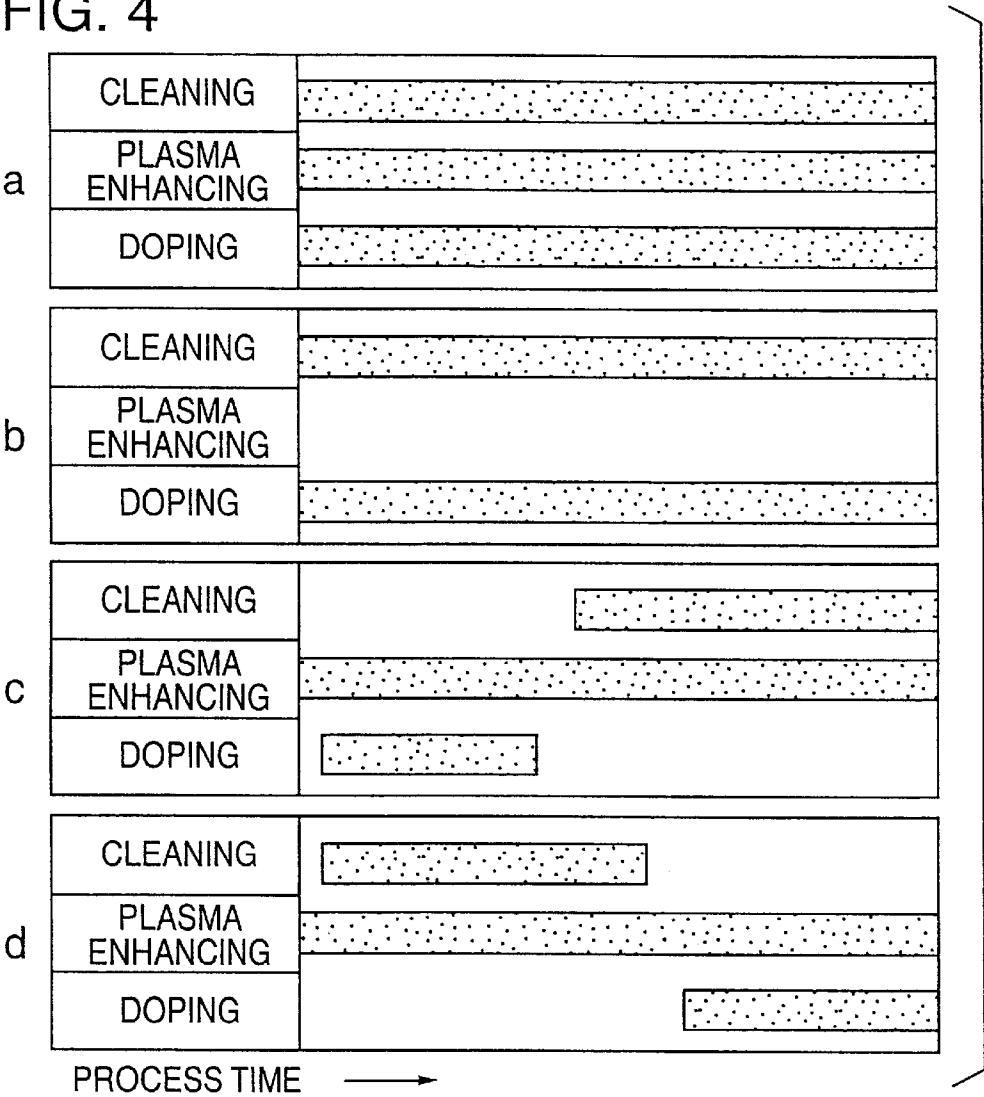 FIG. 4
a
CLEANING
PLASMA
ENHANCING
DOPING
b
CLEANING
PLASMA
ENHANCING
DOPING
c
CLEANING
PLASMA
ENHANCING
DOPING
d
CLEANING
PLASMA
ENHANCING
DOPING
PROCESS TIME